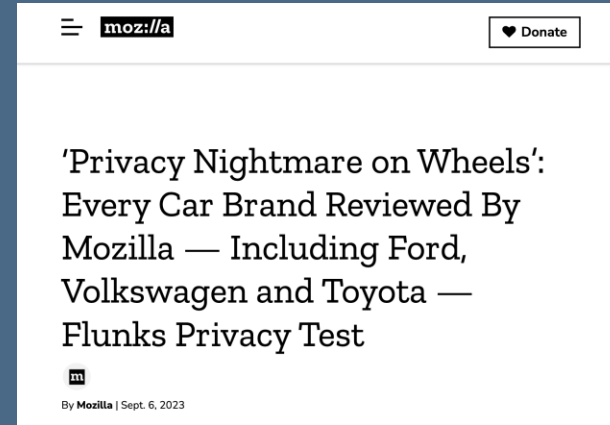 moz://a
Donate
‘Privacy Nightmare on Wheels’:
Every Car Brand Reviewed By
Mozilla — Including Ford,
Volkswagen and Toyota —
Flunks Privacy Test
m
By Mozilla | Sept. 6, 2023